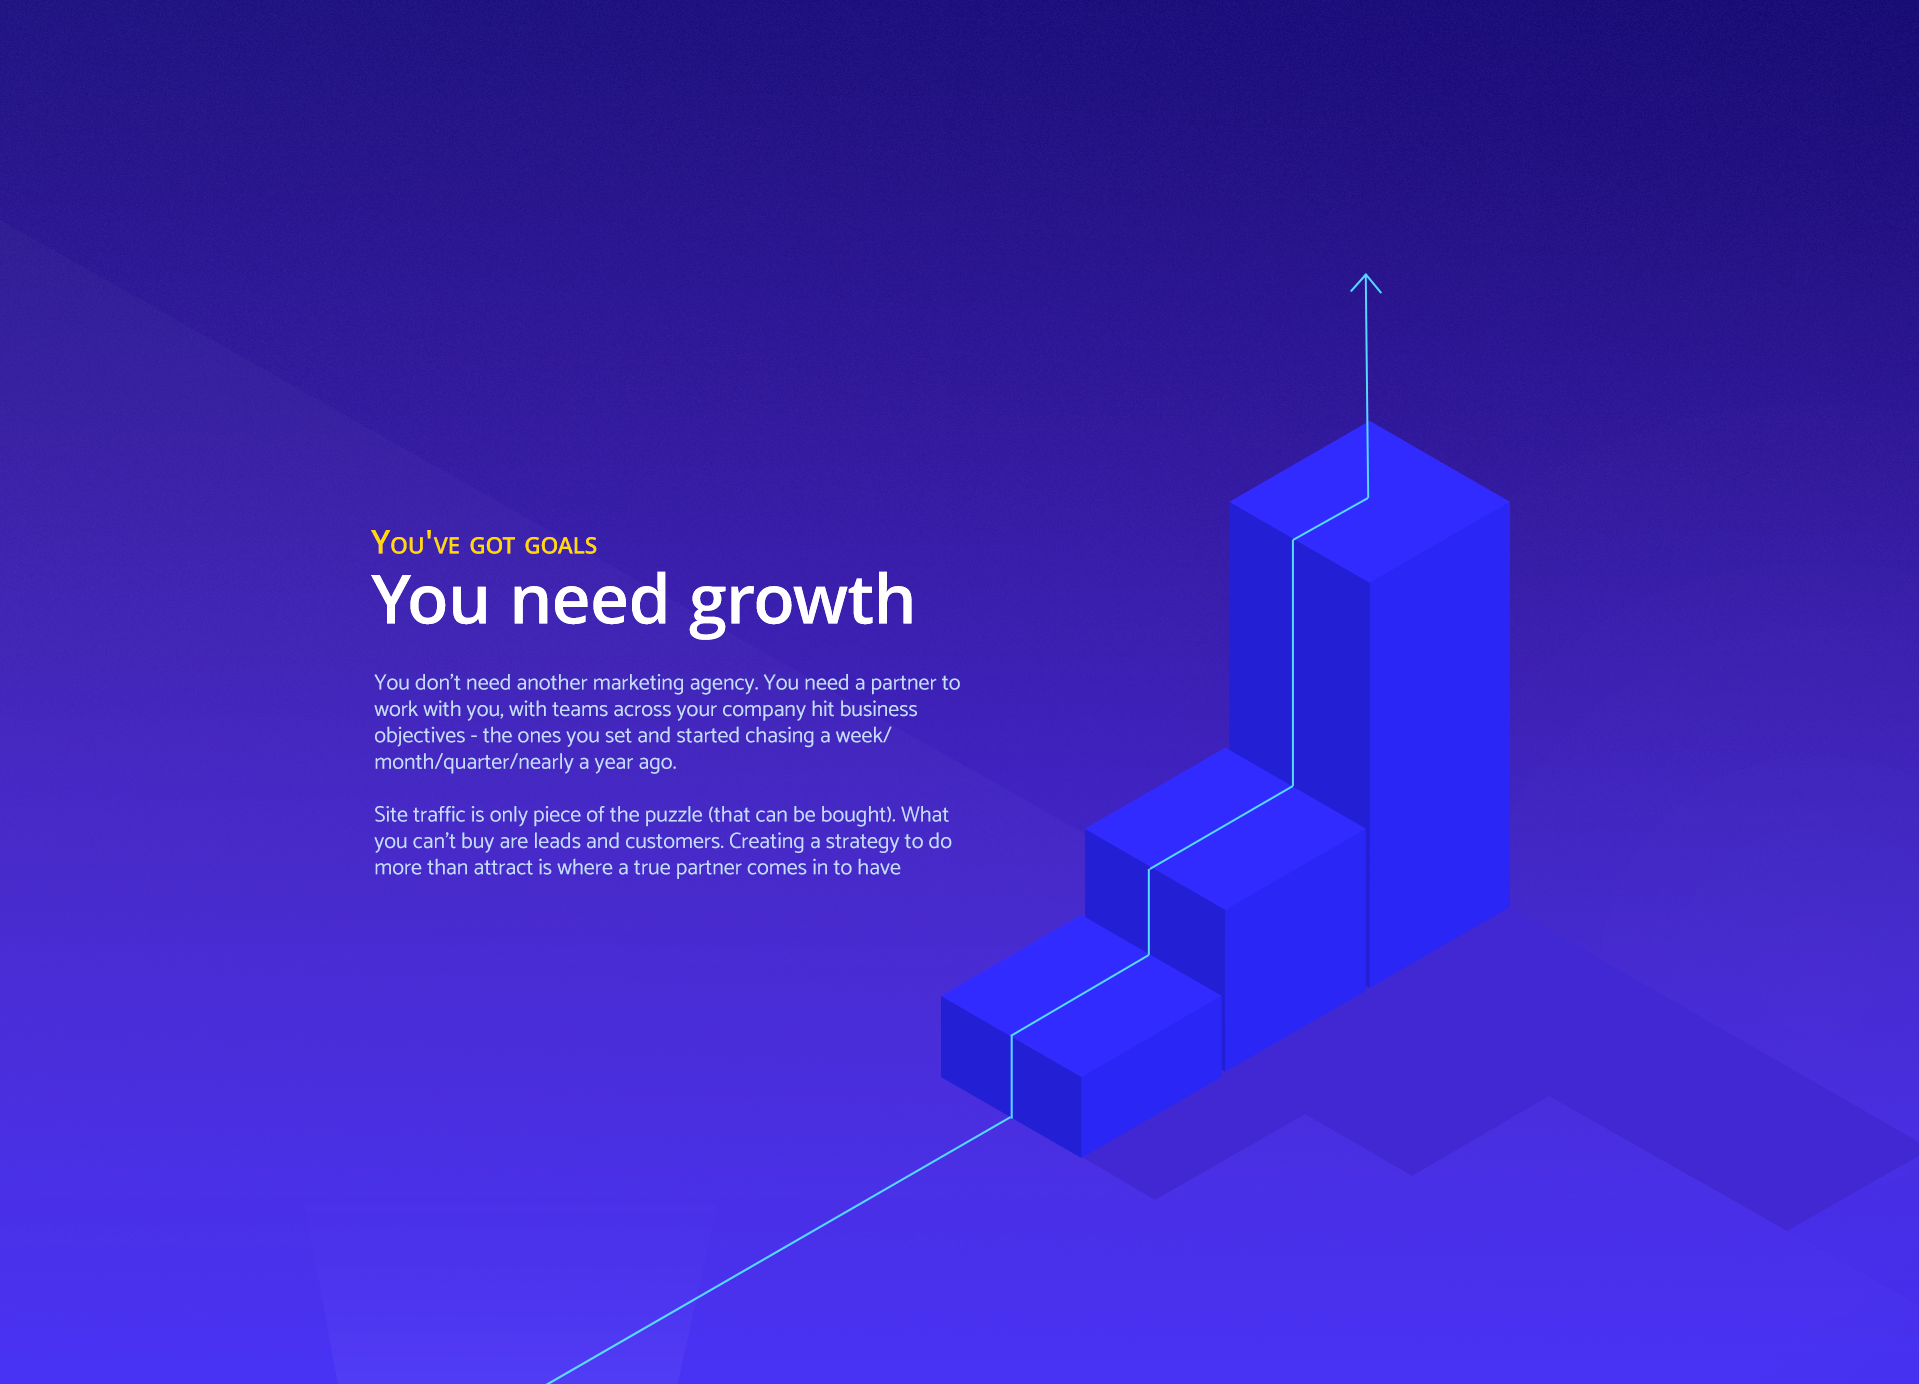 You've got goals
You need growth
You don’t need another marketing agency. You need a partner to
work with you, with teams across your company hit business
objectives - the ones you set and started chasing a week/
month/quarter/nearly a year ago.
Site traffic is only piece of the puzzle (that can be bought). What
you can’t buy are leads and customers. Creating a strategy to do
more than attract is where a true partner comes in to have